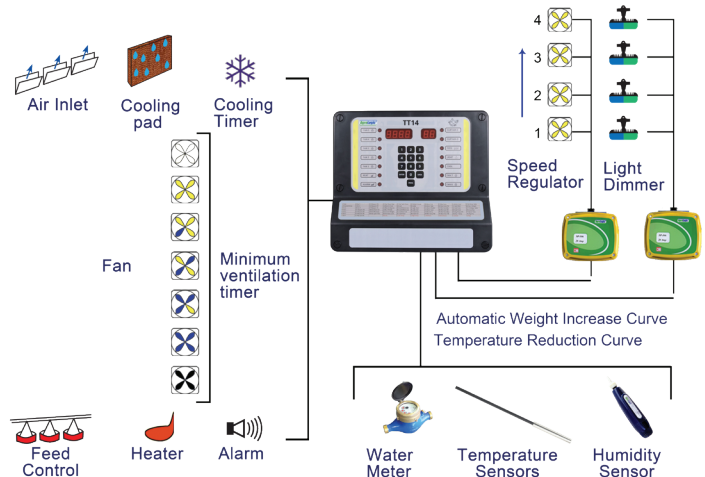 Air Inlet
Cooling
pad
Cooling
Timer
TT14
4
3
2
1
Speed
Regulator
Light
Dimmer
Fan
Minimum
ventilation
timer
Automatic Weight Increase Curve
Temperature Reduction Curve
Feed
Control
Heater
Alarm
Water
Meter
Temperature
Sensors
Humidity
Sensor